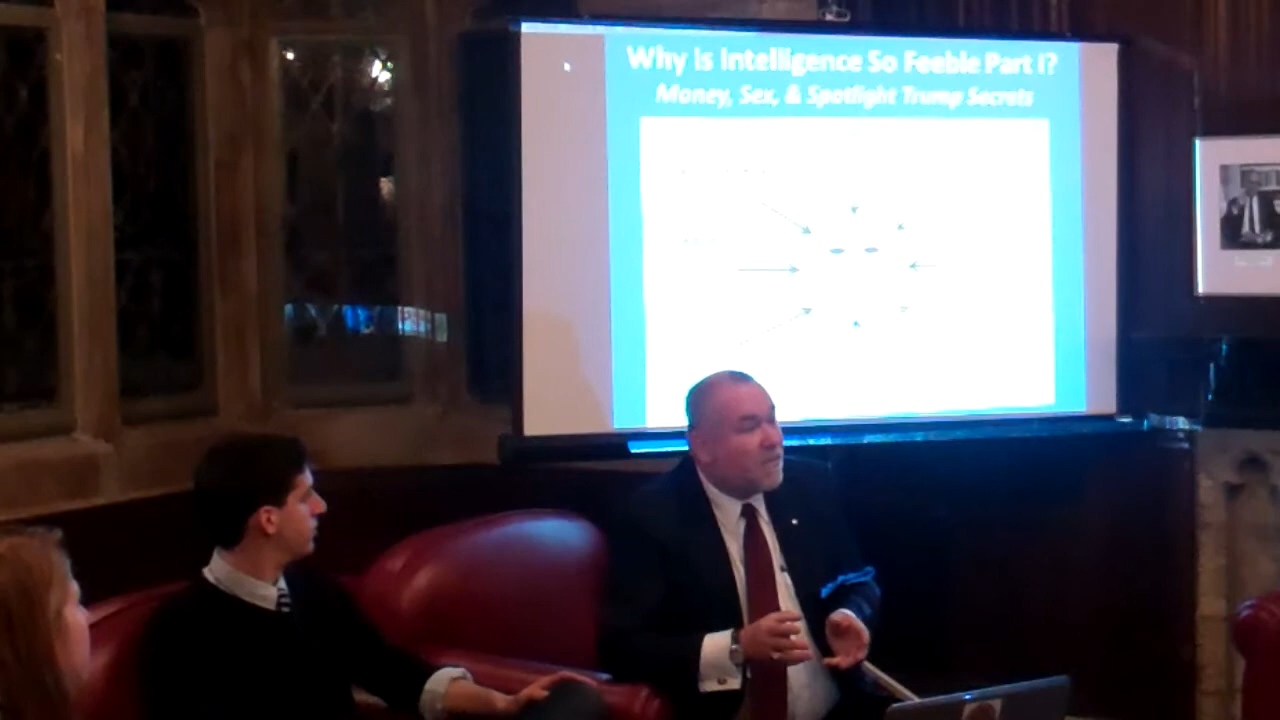 Why Is Intelligence So Feeble Part I?
Money, Sex, & Spotlight Trump Secrets